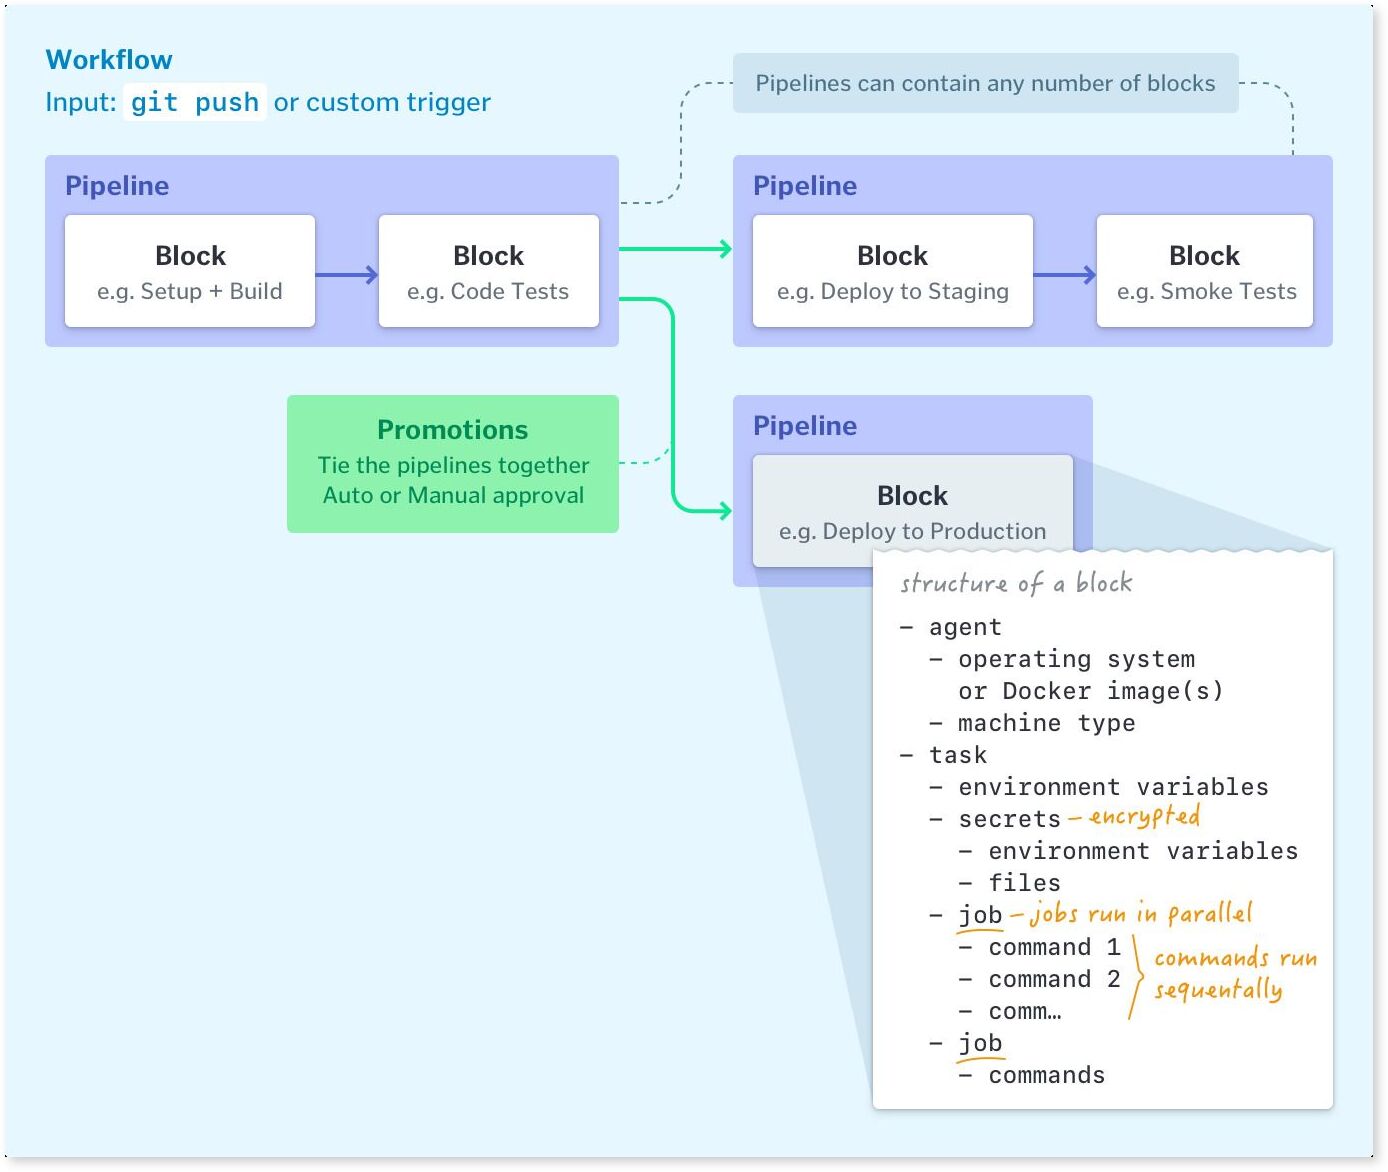 Workflow
Input: git push or custom trigger
Pipelines can contain any number of blocks
Pipeline
Block
e.g. Setup + Build
Block
e.g. Code Tests
Pipeline
Block
e.g. Deploy to Staging
Block
e.g. Smoke Tests
Promotions
Tie the pipelines together
Auto or Manual approval
Pipeline
Block
e.g. Deploy to Production
structure of a block
- agent
- operating system
or Docker image(s)
- machine type
- task
- environment variables
- secrets - encrypted
- environment variables
- files
- job - jobs run in parallel
- command 1
- command 2
- comm…
commands run
sequentally
- job
- commands